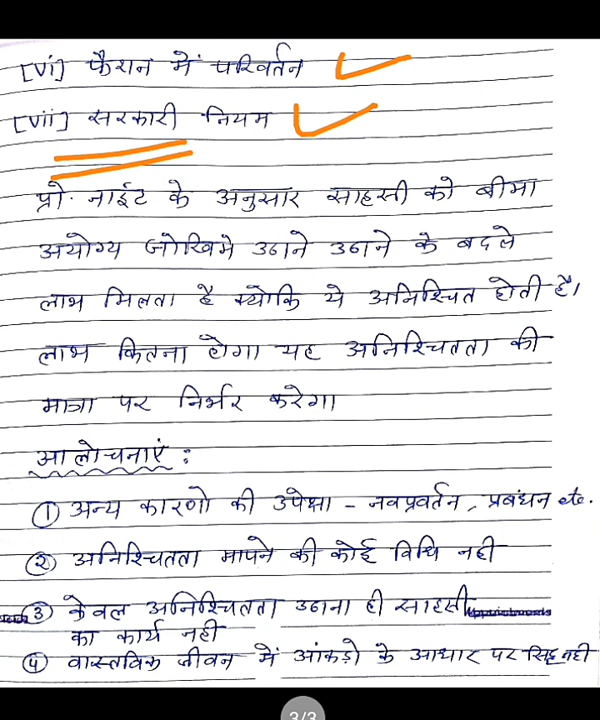 [vi] फैशन में परिवर्तन
[vii] सरकारी नियम
प्रो. नाईट के अनुसार साहसी को बीमा
अयोग्य जोखिमे उठाने उठाने के बदले
लाभ मिलता है क्योकि ये अनिश्चित होती है।
लाभ कितना होगा यह अनिश्चितता की
मात्रा पर निर्भर करेगा
आलोचनाएं :
① अन्य कारणो की उपेक्षा - नवप्रवर्तन, प्रबंधन etc.
② अनिश्चितता मापने की कोई विधि नही
③ केवल अनिश्चितता उठाना ही साहसी
का कार्य नही
④ वास्तविक जीवन में आंकड़ो के आधार पर सिद्ध नही
3/3